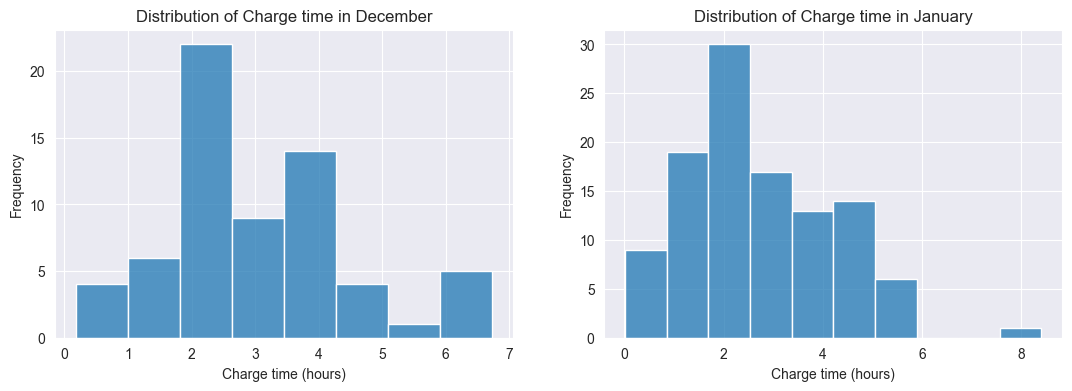 Distribution of Charge time in December
20
15
10
5
0
Frequency
0 1 2 3 4 5 6 7
Charge time (hours)
Distribution of Charge time in January
30
25
20
15
10
5
0
Frequency
0 2 4 6 8
Charge time (hours)